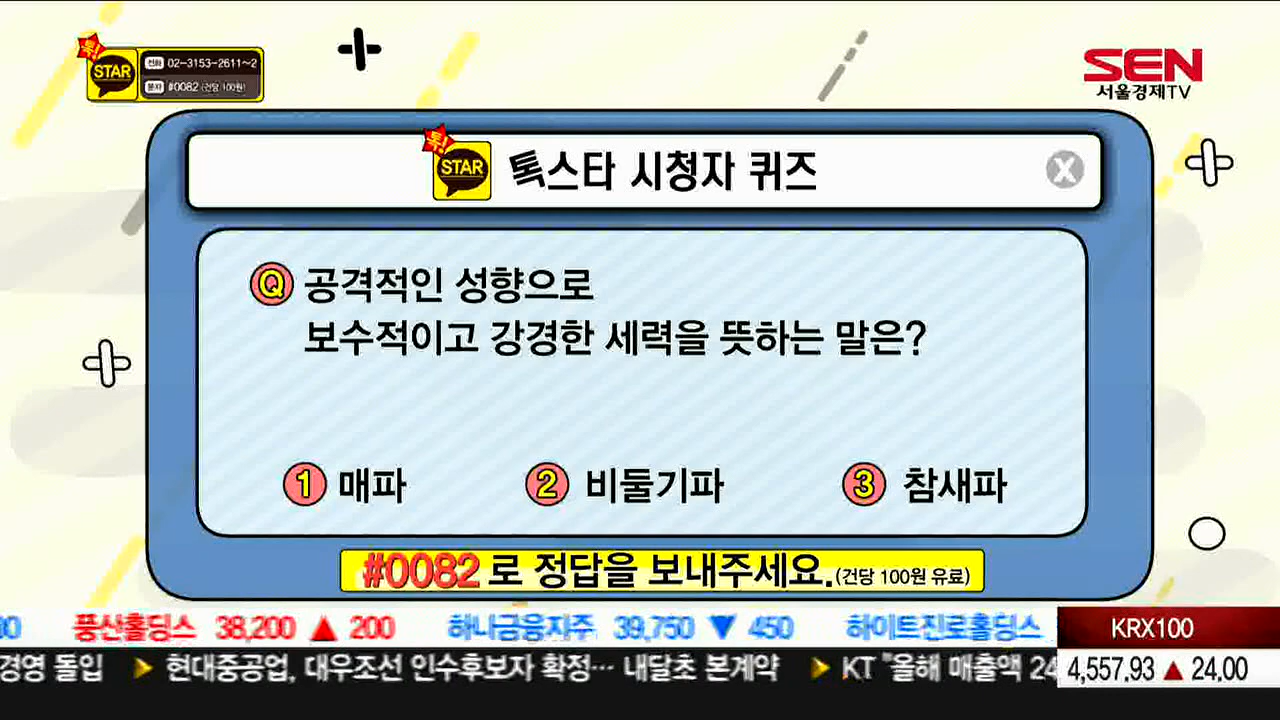 톡!
STAR
전화 02-3153-2611~2
문자 #0082 (건당 100원)
SEN
서울경제TV
톡!
STAR
톡스타 시청자 퀴즈
X
Q 공격적인 성향으로
보수적이고 강경한 세력을 뜻하는 말은?
1 매파 2 비둘기파 3 참새파
#0082로 정답을 보내주세요.(건당 100원 유료)
풍산홀딩스 38,200 ▲ 200 하나금융지주 39,750 ▼ 450 하이트진로홀딩스
KRX100
경영 돌입 ▶ 현대중공업, 대우조선 인수후보자 확정… 내달초 본계약 ▶ KT "올해 매출액 24
4,557.93 ▲ 24.00